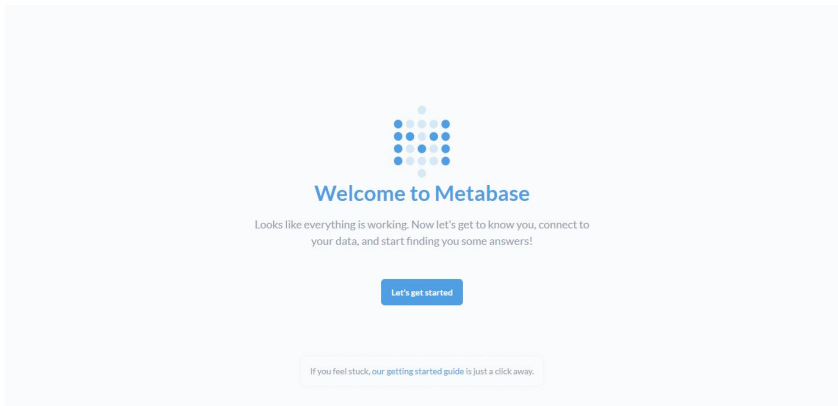 Welcome to Metabase
Looks like everything is working. Now let's get to know you, connect to
your data, and start finding you some answers!
Let's get started
If you feel stuck, our getting started guide is just a click away.